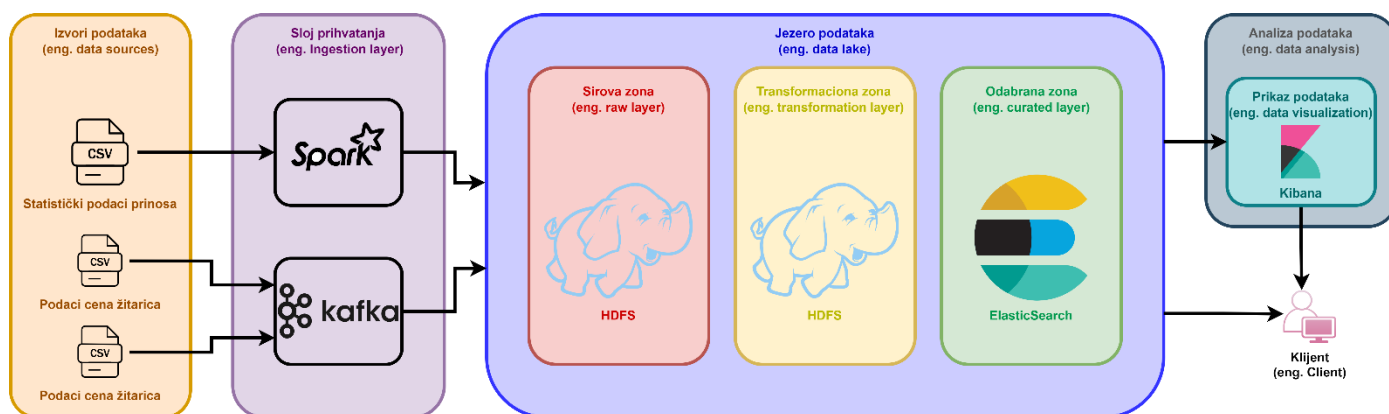 Izvori podataka
(eng. data sources)
CSV
Statistički podaci prinosa
CSV
Podaci cena žitarica
CSV
Podaci cena žitarica
Sloj prihvatanja
(eng. Ingestion layer)
Spark
kafka
Jezero podataka
(eng. data lake)
Sirova zona
(eng. raw layer)
HDFS
Transformaciona zona
(eng. transformation layer)
HDFS
Odabrana zona
(eng. curated layer)
ElasticSearch
Analiza podataka
(eng. data analysis)
Prikaz podataka
(eng. data visualization)
Kibana
Klijent
(eng. Client)